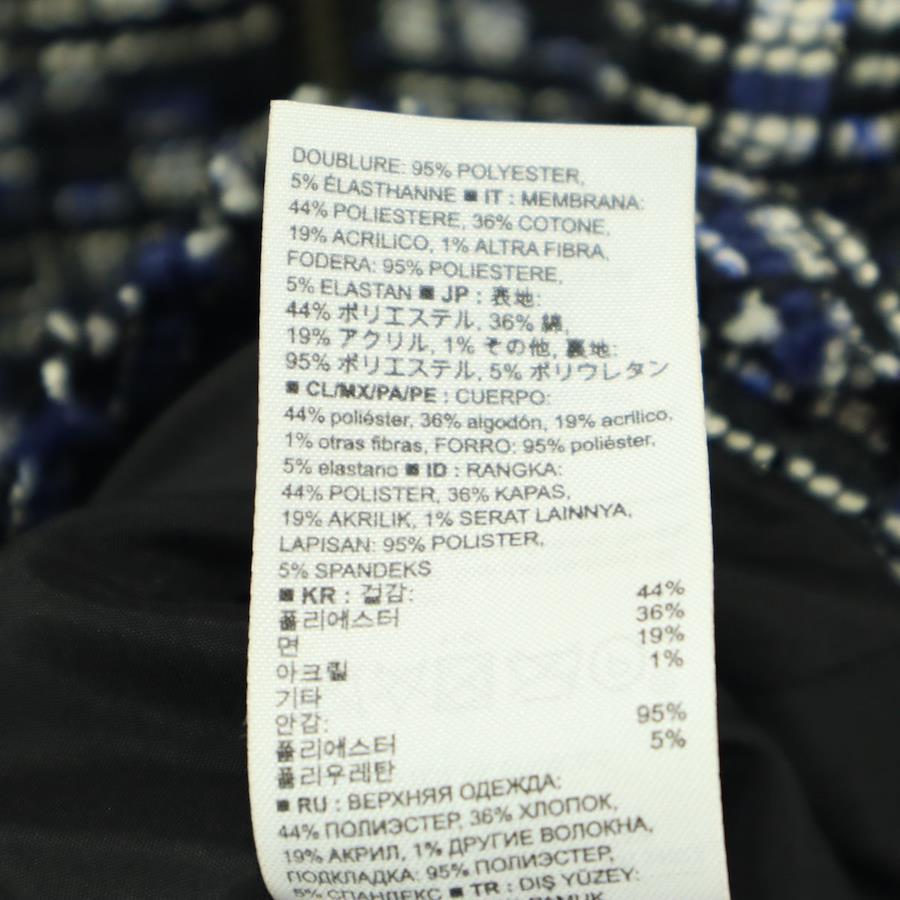 DOUBLURE: 95% POLYESTER,
5% ÉLASTHANNE ■ IT : MEMBRANA:
44% POLIESTERE, 36% COTONE,
19% ACRILICO, 1% ALTRA FIBRA,
FODERA: 95% POLIESTERE,
5% ELASTAN ■ JP : 表地:
44% ポリエステル, 36% 綿,
19% アクリル, 1% その他, 裏地:
95% ポリエステル, 5% ポリウレタン
■ CL/MX/PA/PE : CUERPO:
44% poliéster, 36% algodón, 19% acrílico,
1% otras fibras, FORRO: 95% poliéster,
5% elastano ■ ID : RANGKA:
44% POLISTER, 36% KAPAS,
19% AKRILIK, 1% SERAT LAINNYA,
LAPISAN: 95% POLISTER,
5% SPANDEKS
■ KR : 겉감:
폴리에스터 44%
면 36%
아크릴 19%
기타 1%
안감:
폴리에스터 95%
폴리우레탄 5%
■ RU : ВЕРХНЯЯ ОДЕЖДА:
44% ПОЛИЭСТЕР, 36% ХЛОПОК,
19% АКРИЛ, 1% ДРУГИЕ ВОЛОКНА,
ПОДКЛАДКА: 95% ПОЛИЭСТЕР,
5% СПАНДЕКС ■ TR : DIŞ YÜZEY:
PAMUK